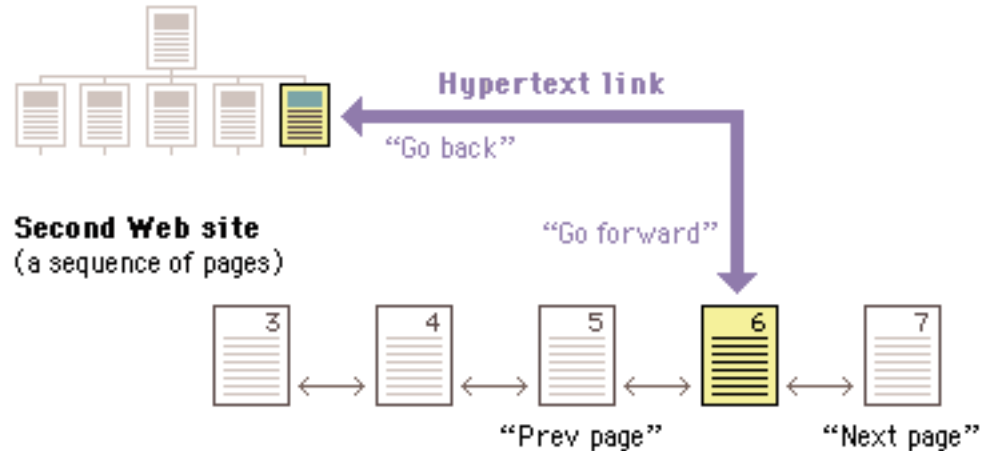 Hypertext link
“Go back”
Second Web site
“Go forward”
(a sequence of pages)
3 4 5 6 7
“Prev page” “Next page”